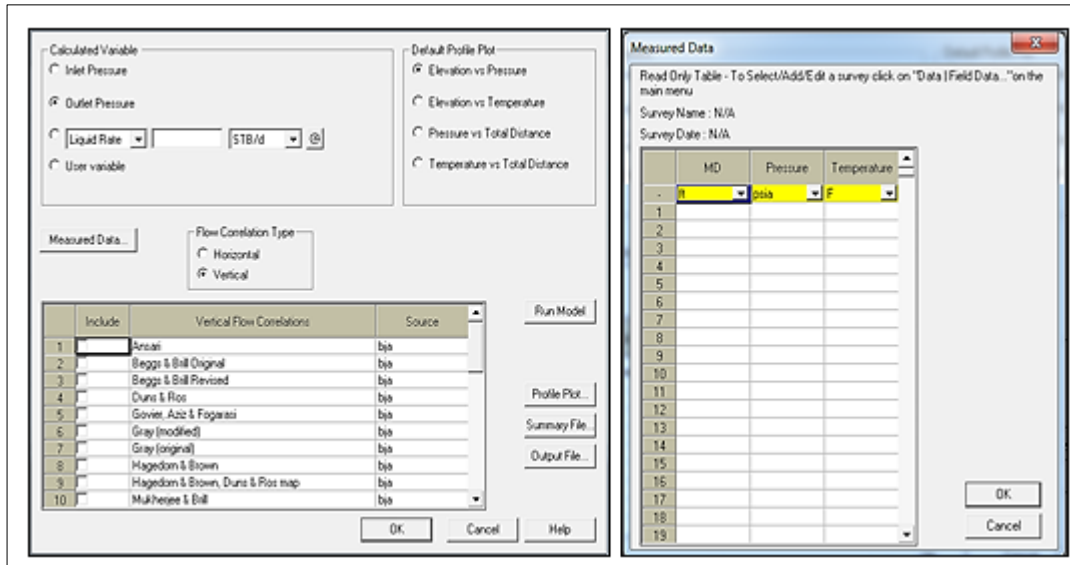 Calculated Variable
Inlet Pressure
Outlet Pressure
Liquid Rate STB/d @
User variable
Default Profile Plot
Elevation vs Pressure
Elevation vs Temperature
Pressure vs Total Distance
Temperature vs Total Distance
Measured Data...
Flow Correlation Type
Horizontal
Vertical
Include Vertical Flow Correlations Source
1 Ansari bja
2 Beggs & Brill Original bja
3 Beggs & Brill Revised bja
4 Duns & Ros bja
5 Govier, Aziz & Fogarasi bja
6 Gray (modified) bja
7 Gray (original) bja
8 Hagedorn & Brown bja
9 Hagedorn & Brown, Duns & Ros map bja
10 Mukherjee & Brill bja
Run Model
Profile Plot...
Summary File...
Output File...
OK Cancel Help
Measured Data
Read Only Table - To Select/Add/Edit a survey click on "Data | Field Data..."on the
main menu
Survey Name : N/A
Survey Date : N/A
MD Pressure Temperature
- ft psia F
1
2
3
4
5
6
7
8
9
10
11
12
13
14
15
16
17
18
19
OK
Cancel